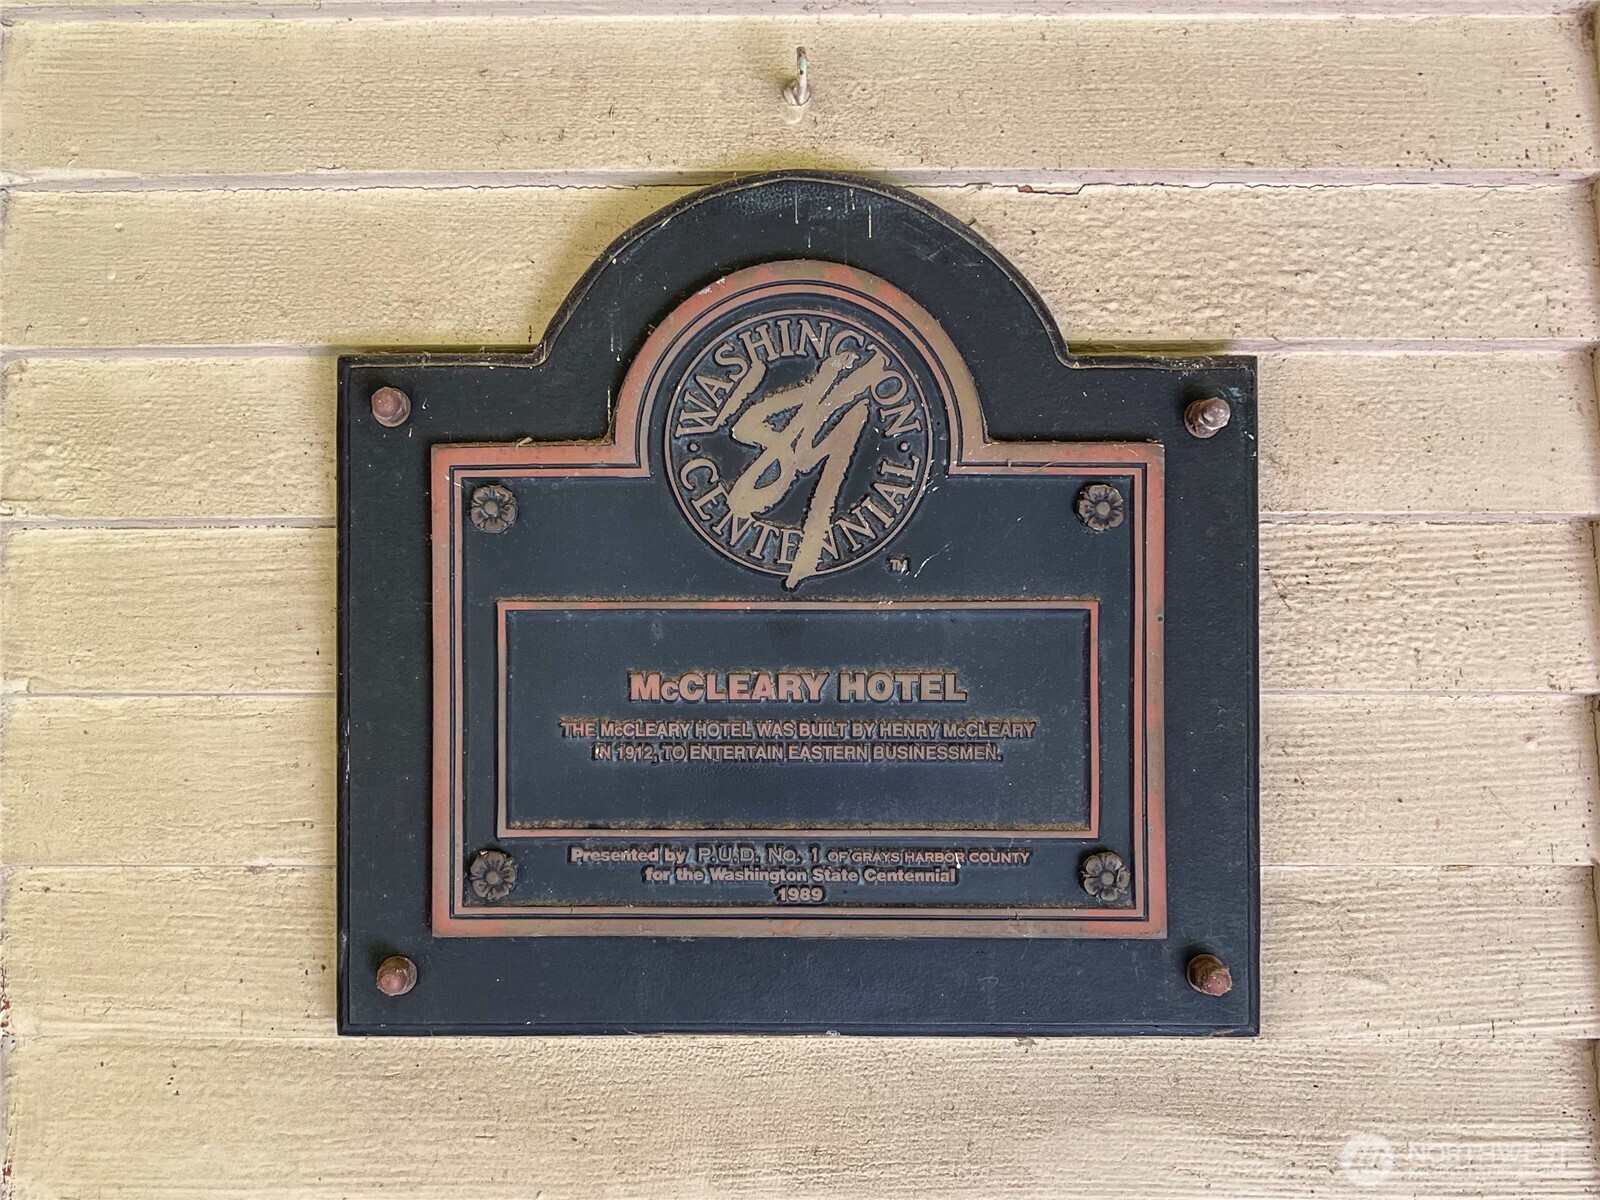 WASHINGTON
89
CENTENNIAL
TM
McCLEARY HOTEL
THE McCLEARY HOTEL WAS BUILT BY HENRY McCLEARY
IN 1912, TO ENTERTAIN EASTERN BUSINESSMEN.
Presented by P.U.D. No. 1 OF GRAYS HARBOR COUNTY
for the Washington State Centennial
1989
NORTHWEST